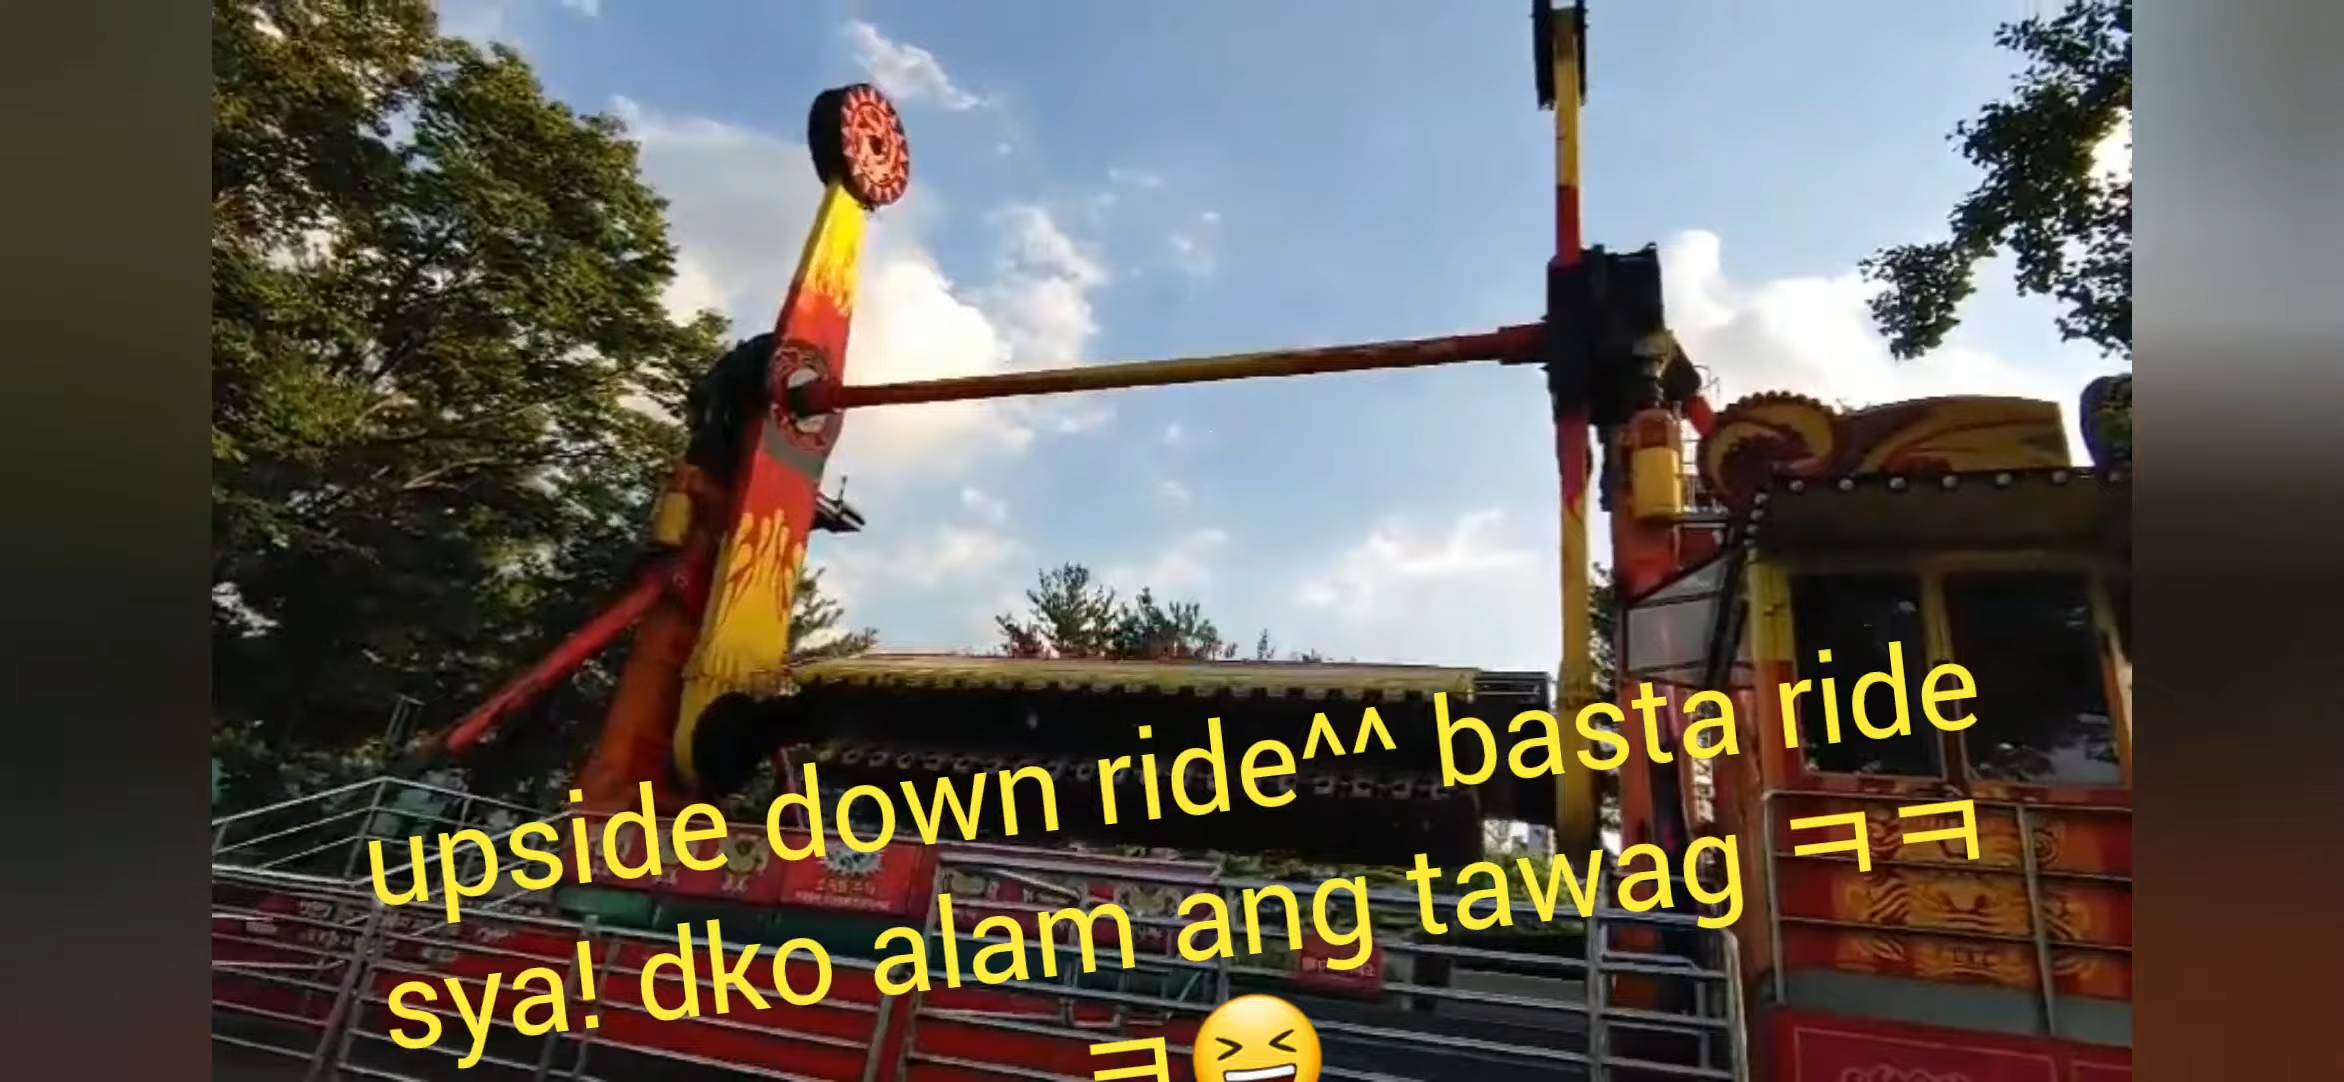 upside down ride^^ basta ride
sya! dko alam ang tawag ㅋㅋ
ㅋ😆